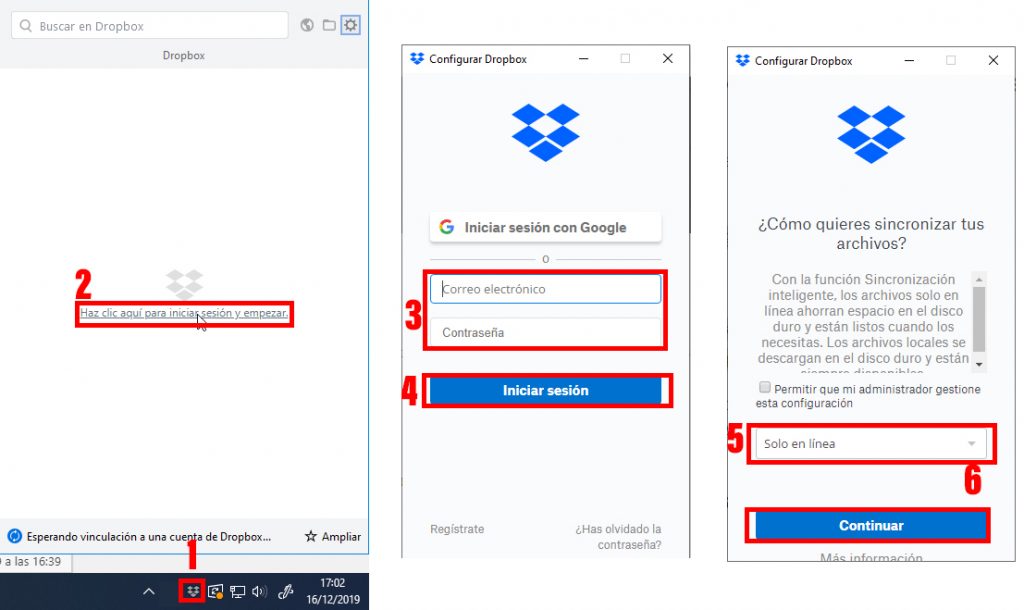 Buscar en Dropbox
Dropbox
2
Haz clic aquí para iniciar sesión y empezar.
Esperando vinculación a una cuenta de Dropbox...
Ampliar
1
a las 16:39
17:02
16/12/2019
Configurar Dropbox
Iniciar sesión con Google
o
3
Correo electrónico
Contraseña
4
Iniciar sesión
Regístrate
¿Has olvidado la
contraseña?
Configurar Dropbox
¿Cómo quieres sincronizar tus
archivos?
Con la función Sincronización
inteligente, los archivos solo en
línea ahorran espacio en el disco
duro y están listos cuando los
necesitas. Los archivos locales se
descargan en el disco duro y están
siempre disponibles
Permitir que mi administrador gestione
esta configuración
5
Solo en línea
6
Continuar
Más información